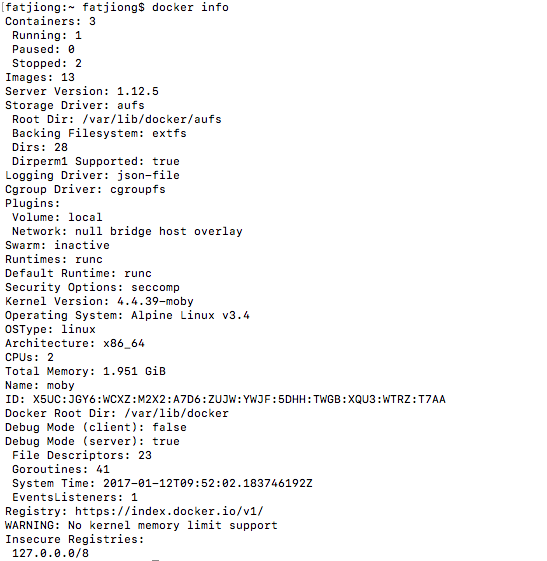 [fatjiong:~ fatjiong$ docker info
Containers: 3
 Running: 1
 Paused: 0
 Stopped: 2
Images: 13
Server Version: 1.12.5
Storage Driver: aufs
 Root Dir: /var/lib/docker/aufs
 Backing Filesystem: extfs
 Dirs: 28
 Dirperm1 Supported: true
Logging Driver: json-file
Cgroup Driver: cgroupfs
Plugins:
 Volume: local
 Network: null bridge host overlay
Swarm: inactive
Runtimes: runc
Default Runtime: runc
Security Options: seccomp
Kernel Version: 4.4.39-moby
Operating System: Alpine Linux v3.4
OSType: linux
Architecture: x86_64
CPUs: 2
Total Memory: 1.951 GiB
Name: moby
ID: X5UC:JGY6:WCXZ:M2X2:A7D6:ZUJW:YWJF:5DHH:TWGB:XQU3:WTRZ:T7AA
Docker Root Dir: /var/lib/docker
Debug Mode (client): false
Debug Mode (server): true
 File Descriptors: 23
 Goroutines: 41
 System Time: 2017-01-12T09:52:02.183746192Z
 EventsListeners: 1
Registry: https://index.docker.io/v1/
WARNING: No kernel memory limit support
Insecure Registries:
 127.0.0.0/8